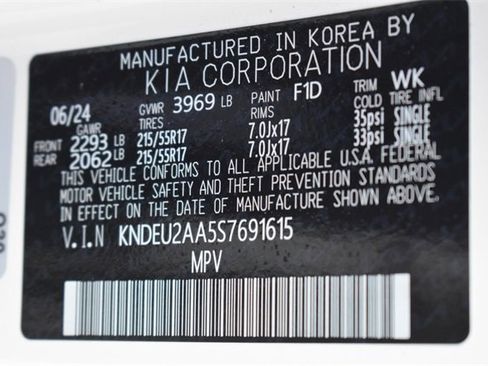 MANUFACTURED IN KOREA BY
KIA CORPORATION
06/24 GVWR 3969 LB PAINT F1D TRIM WK
GAWR TIRES RIMS COLD TIRE INFL
FRONT 2293 LB 215/55R17 7.0Jx17 35psi SINGLE
REAR 2062 LB 215/55R17 7.0Jx17 33psi SINGLE
THIS VEHICLE CONFORMS TO ALL APPLICABLE U.S.A. FEDERAL
MOTOR VEHICLE SAFETY AND THEFT PREVENTION STANDARDS
IN EFFECT ON THE DATE OF MANUFACTURE SHOWN ABOVE.
V.I.N KNDEU2AA5S7691615
MPV